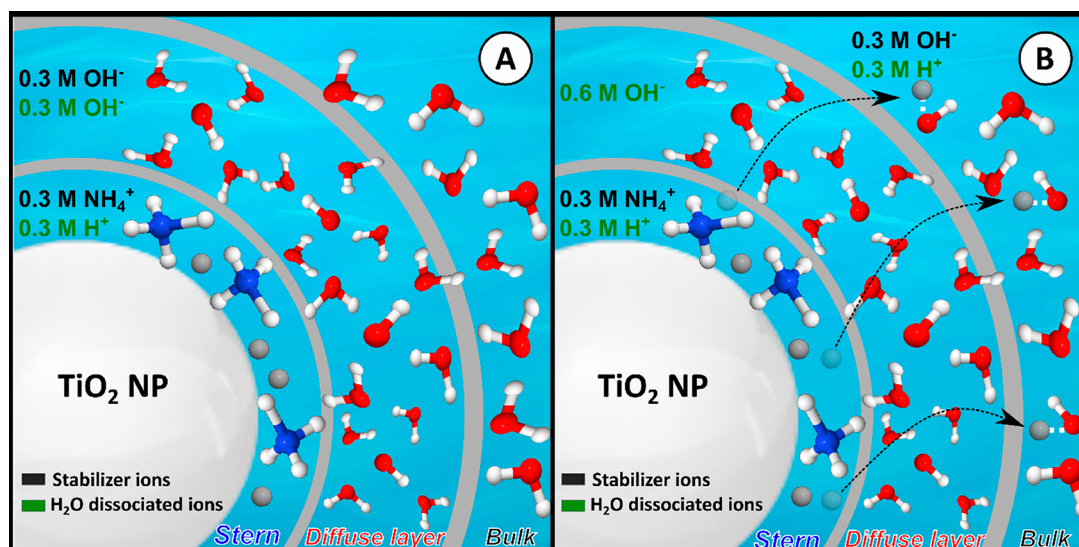 A
0.3 M OH⁻
0.3 M OH⁻
0.3 M NH₄⁺
0.3 M H⁺
TiO₂ NP
Stabilizer ions
H₂O dissociated ions
Stern
Diffuse layer
Bulk
B
0.3 M OH⁻
0.3 M H⁺
0.6 M OH⁻
0.3 M NH₄⁺
0.3 M H⁺
TiO₂ NP
Stabilizer ions
H₂O dissociated ions
Stern
Diffuse layer
Bulk